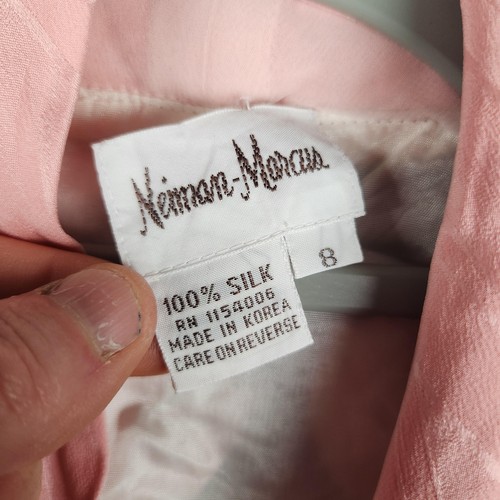 Neiman-Marcus
8
100% SILK
RN 1154006
MADE IN KOREA
CARE ON REVERSE